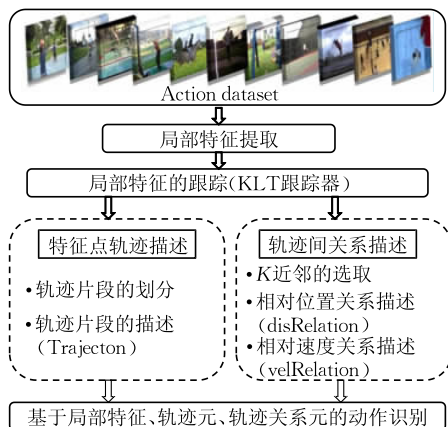 Action dataset
局部特征提取
局部特征的跟踪(KLT跟踪器)
特征点轨迹描述
•轨迹片段的划分
•轨迹片段的描述
(Trajecton)
轨迹间关系描述
•K近邻的选取
•相对位置关系描述
(disRelation)
•相对速度关系描述
(velRelation)
基于局部特征、轨迹元、轨迹关系元的动作识别